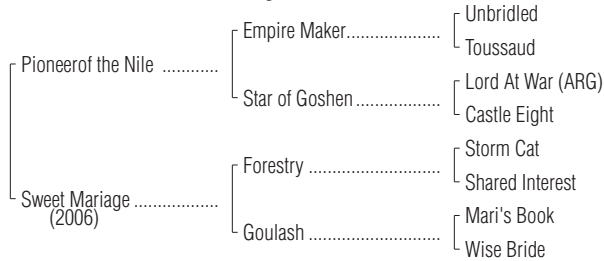 Unbridled
Empire Maker....................
Toussaud
Pioneerof the Nile ............
Lord At War (ARG)
Star of Goshen ..................
Castle Eight
Storm Cat
Forestry ............................
Shared Interest
Sweet Mariage ..................
(2006)
Mari's Book
Goulash ............................
Wise Bride